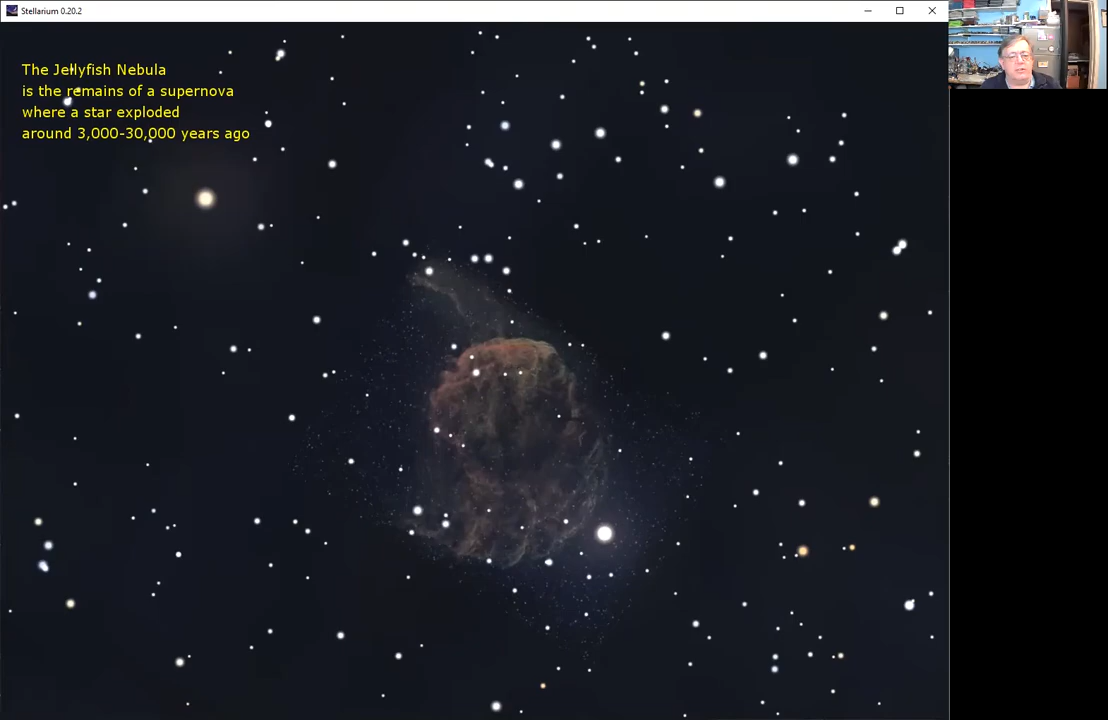 Stellarium 0.20.2
The Jellyfish Nebula
is the remains of a supernova
where a star exploded
around 3,000-30,000 years ago